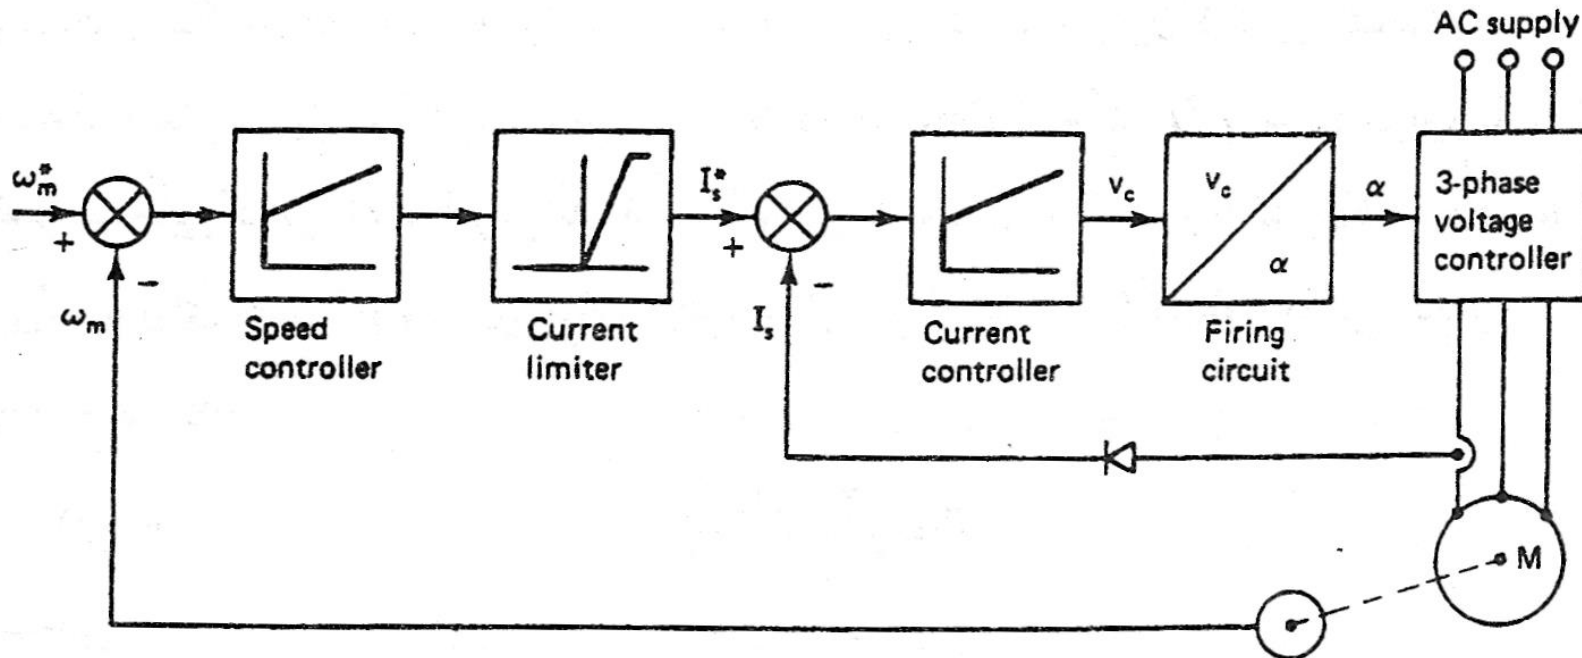 AC supply
ω*m
+
−
ωm
Speed
controller
Current
limiter
I*s
+
−
Is
Current
controller
vc
vc
α
Firing
circuit
α
3-phase
voltage
controller
M